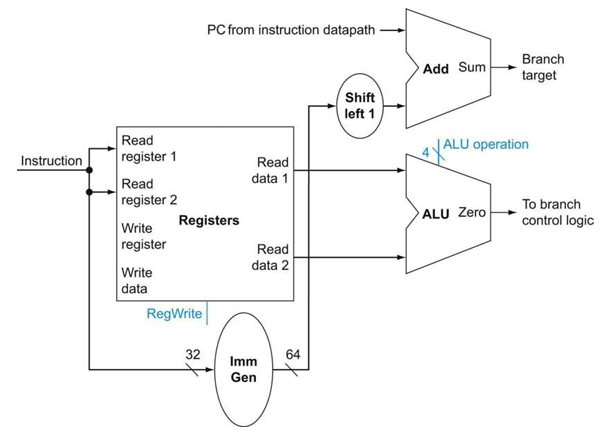 PC from instruction datapath
Add Sum
Branch
target
Shift
left 1
4
ALU operation
Instruction
Read
register 1
Read
data 1
Read
register 2
Registers
Write
register
Read
data 2
Write
data
ALU Zero
To branch
control logic
RegWrite
32
Imm
Gen
64